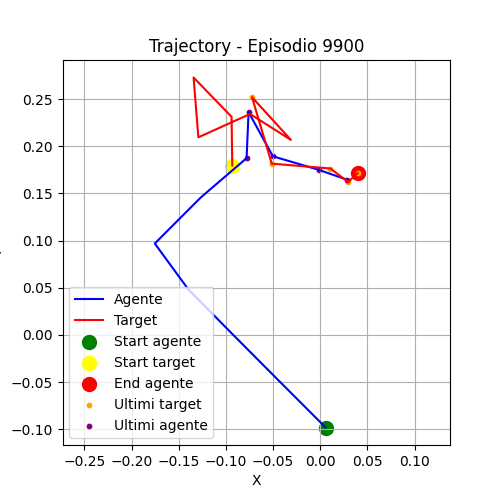 Trajectory - Episodio 9900
0.25
0.20
0.15
0.10
0.05
0.00
−0.05
−0.10
Agente
Target
Start agente
Start target
End agente
Ultimi target
Ultimi agente
−0.25 −0.20 −0.15 −0.10 −0.05 0.00 0.05 0.10
X